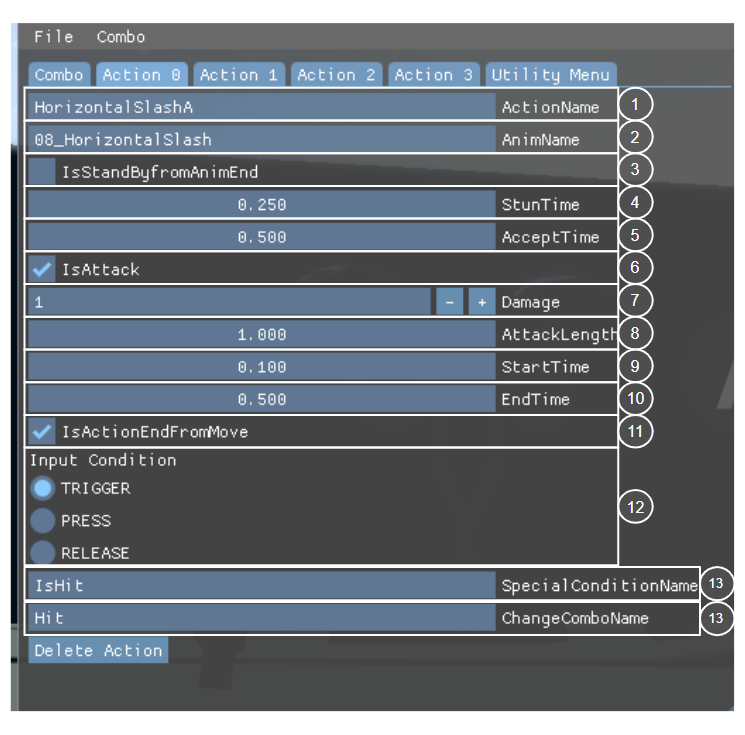 File Combo
Combo Action 0 Action 1 Action 2 Action 3 Utility Menu
HorizontalSlashA ActionName 1
08_HorizontalSlash AnimName 2
IsStandByfromAnimEnd 3
0.250 StunTime 4
0.500 AcceptTime 5
IsAttack 6
1 - + Damage 7
1.000 AttackLength 8
0.100 StartTime 9
0.500 EndTime 10
IsActionEndFromMove 11
Input Condition
TRIGGER
PRESS 12
RELEASE
IsHit SpecialConditionName 13
Hit ChangeComboName 13
Delete Action